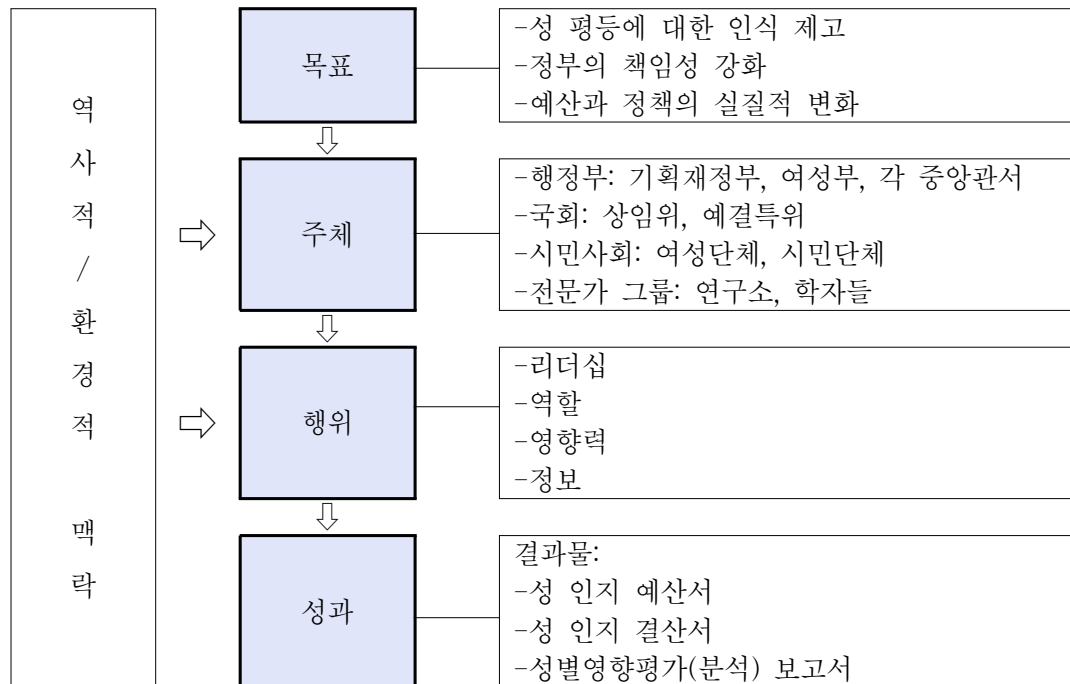 역사적/환경적 맥락
목표
-성 평등에 대한 인식 제고
-정부의 책임성 강화
-예산과 정책의 실질적 변화
주체
-행정부: 기획재정부, 여성부, 각 중앙관서
-국회: 상임위, 예결특위
-시민사회: 여성단체, 시민단체
-전문가 그룹: 연구소, 학자들
행위
-리더십
-역할
-영향력
-정보
성과
결과물:
-성 인지 예산서
-성 인지 결산서
-성별영향평가(분석) 보고서